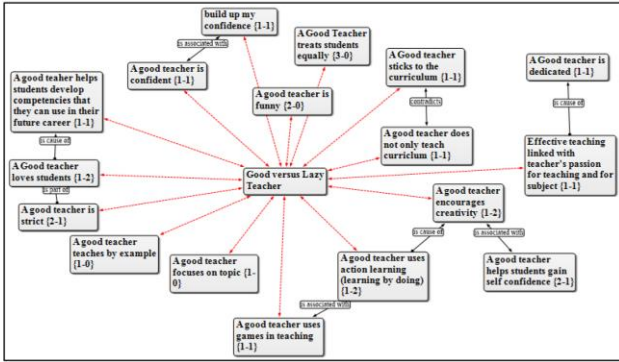 build up my
confidence {1-1}
is associated with
A good teacher is
confident {1-1}
A Good Teacher
treats students
equally {3-0}
A Good teacher
sticks to the
curriculum {1-1}
contradicts
A good teacher does
not only teach
curriculum {1-1}
A good Teacher is
dedicated {1-1}
is cause of
Effective teaching
linked with
teacher's passion
for teaching and for
subject {1-1}
A good teaher helps
students develop
competencies that
they can use in their
future career
{1-1}
is cause of
A Good teacher
loves students {1-2}
is part of
A good teacher is
strict {2-1}
A good teacher is
funny {2-0}
Good versus Lazy
Teacher
A good teacher
teaches by example
{1-0}
A good teacher
focuses on topic {1-
0}
A good teacher uses
games in teaching
{1-1}
is associated with
A good teacher uses
action learning
(learning by doing)
{1-2}
is cause of
A good teacher
encourages
creativity {1-2}
is associated with
A good teacher
helps students gain
self confidence {2-1}